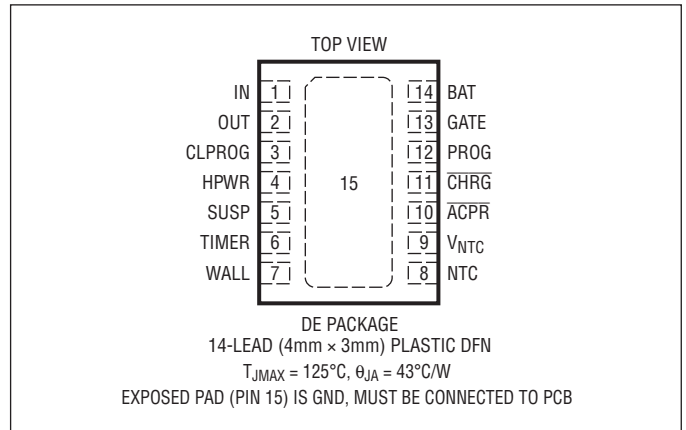 TOP VIEW
IN 1 14 BAT
OUT 2 13 GATE
CLPROG 3 12 PROG
HPWR 4 15 11 CHRG
SUSP 5 10 ACPR
TIMER 6 9 VNTC
WALL 7 8 NTC
DE PACKAGE
14-LEAD (4mm × 3mm) PLASTIC DFN
TJMAX = 125°C, θJA = 43°C/W
EXPOSED PAD (PIN 15) IS GND, MUST BE CONNECTED TO PCB